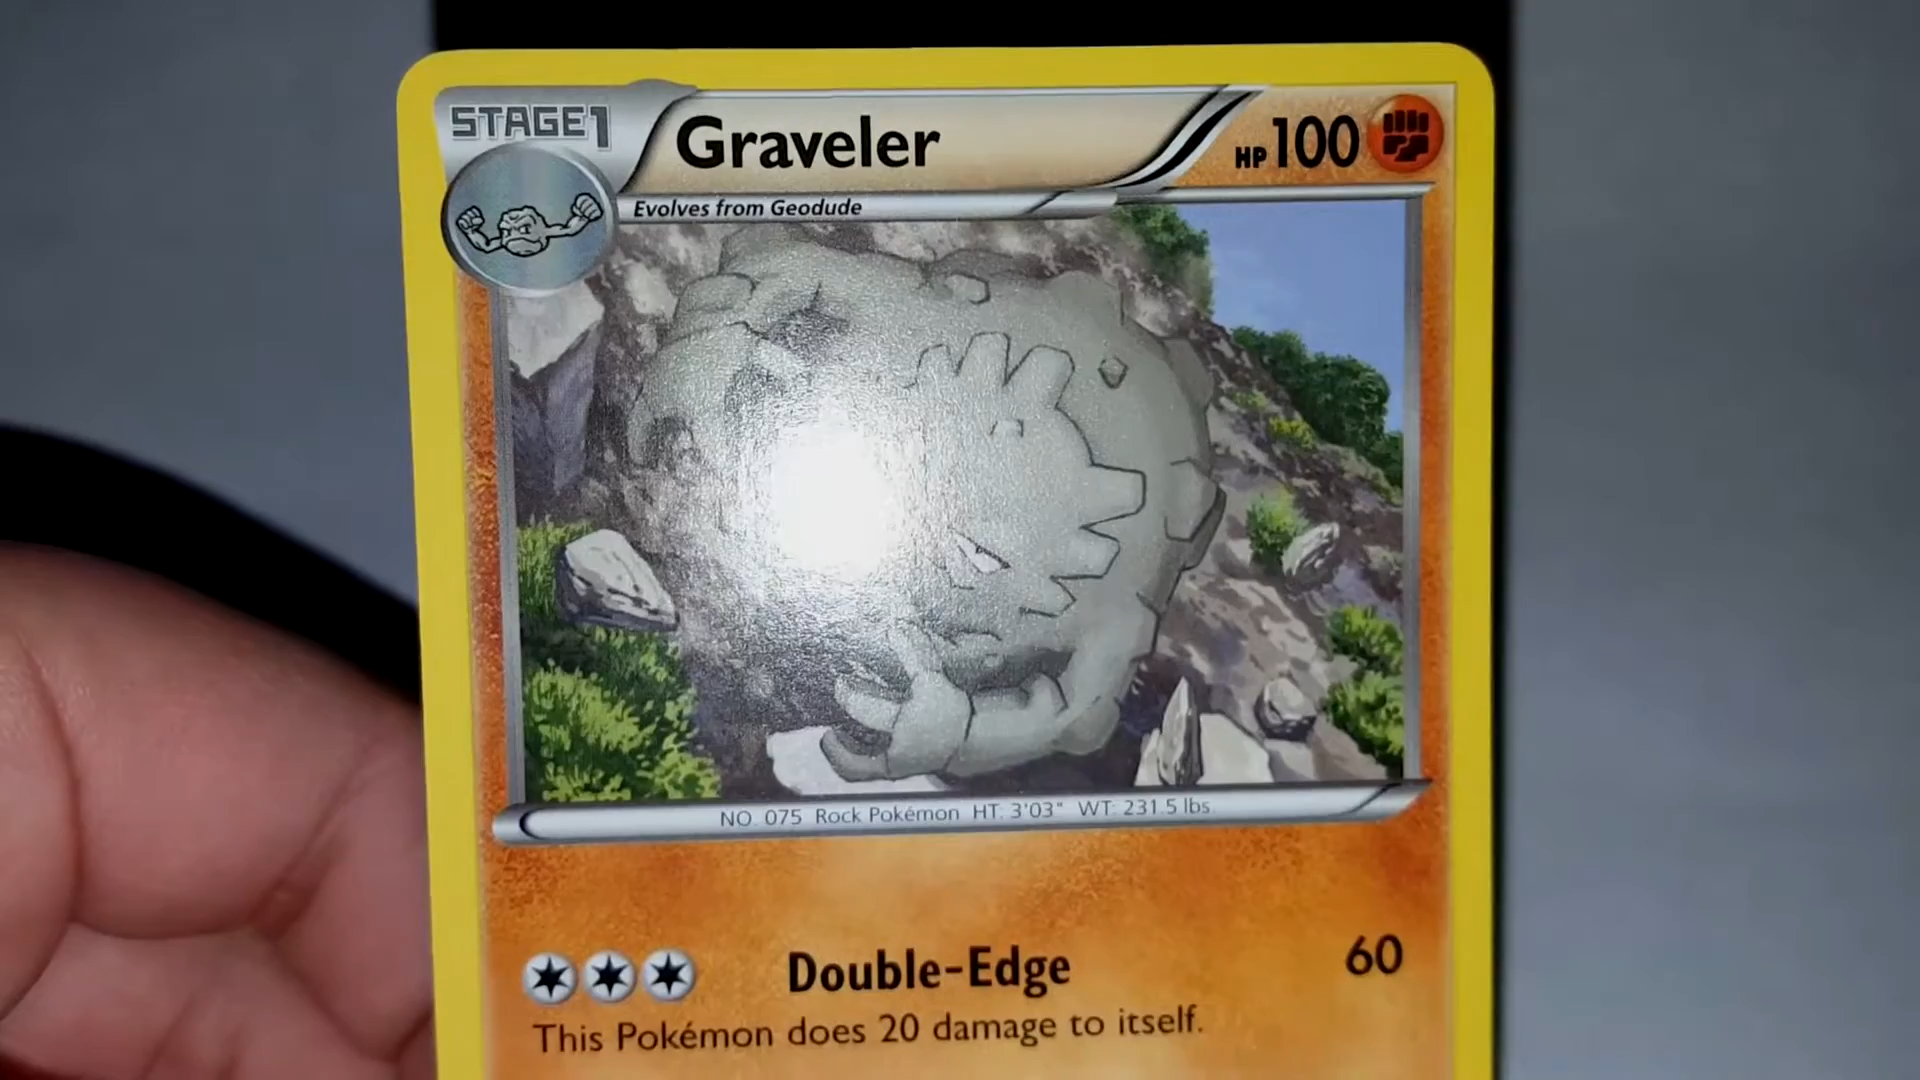 STAGE1
Graveler
HP100
Evolves from Geodude
NO. 075 Rock Pokémon HT: 3'03" WT: 231.5 lbs.
Double-Edge 60
This Pokémon does 20 damage to itself.